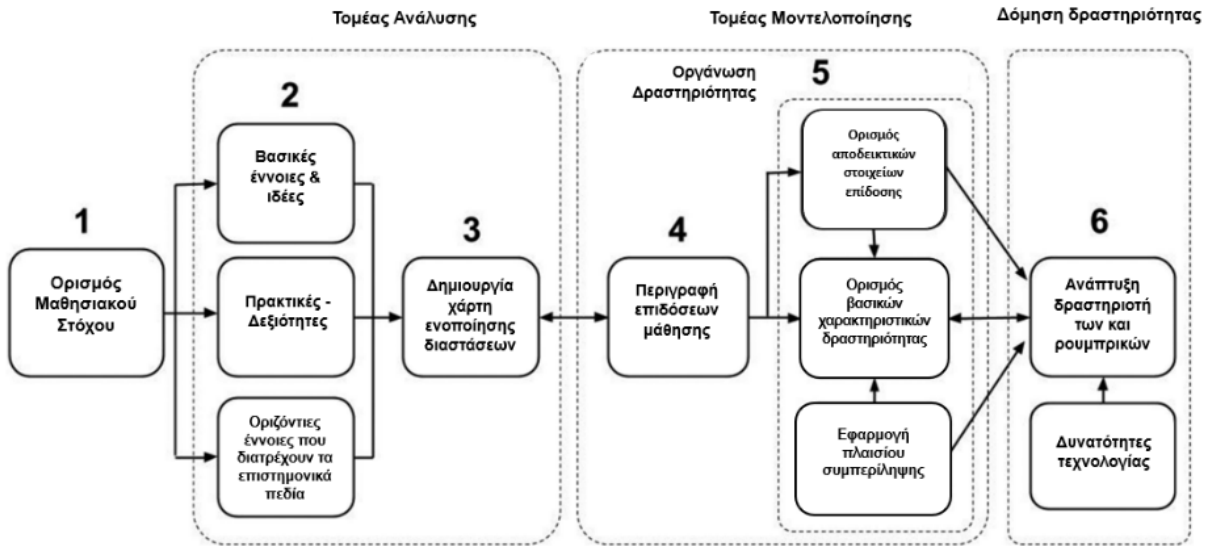 Τομέας Ανάλυσης
Τομέας Μοντελοποίησης
Δόμηση δραστηριότητας
1
Ορισμός
Μαθησιακού
Στόχου
2
Βασικές
έννοιες &
ιδέες
Πρακτικές -
Δεξιότητες
Οριζόντιες
έννοιες που
διατρέχουν τα
επιστημονικά
πεδία
3
Δημιουργία
χάρτη
ενοποίησης
διαστάσεων
4
Περιγραφή
επιδόσεων
μάθησης
Οργάνωση
Δραστηριότητας
5
Ορισμός
αποδεικτικών
στοιχείων
επίδοσης
Ορισμός
βασικών
χαρακτηριστικών
δραστηριότητας
Εφαρμογή
πλαισίου
συμπερίληψης
6
Ανάπτυξη
δραστηριοτή
των και
ρουμπρικών
Δυνατότητες
τεχνολογίας